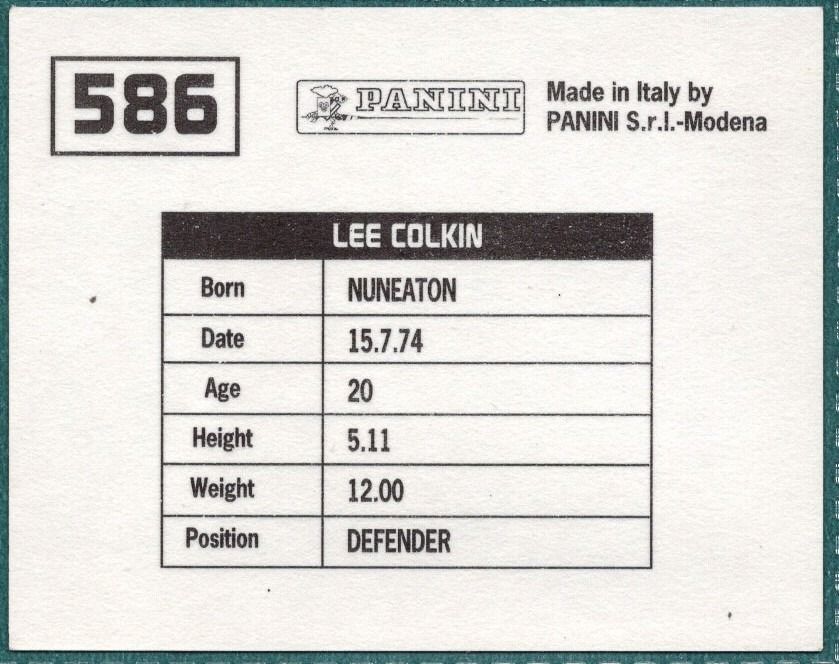 586
PANINI
Made in Italy by
PANINI S.r.l.-Modena
LEE COLKIN
Born NUNEATON
Date 15.7.74
Age 20
Height 5.11
Weight 12.00
Position DEFENDER